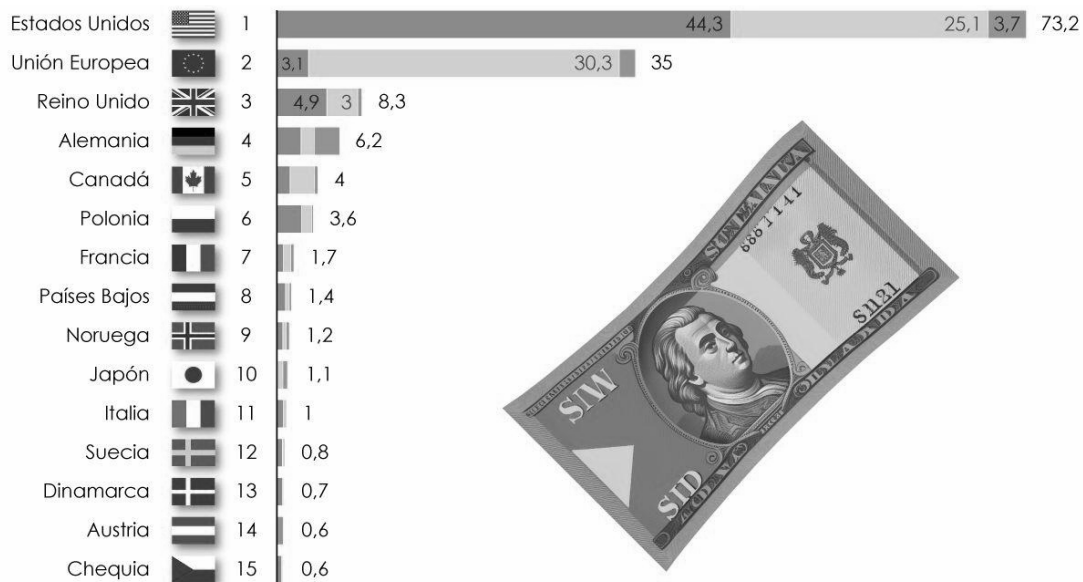 Estados Unidos 1 44,3 25,1 3,7 73,2
Unión Europea 2 3,1 30,3 35
Reino Unido 3 4,9 3 8,3
Alemania 4 6,2
Canadá 5 4
Polonia 6 3,6
Francia 7 1,7
Países Bajos 8 1,4
Noruega 9 1,2
Japón 10 1,1
Italia 11 1
Suecia 12 0,8
Dinamarca 13 0,7
Austria 14 0,6
Chequia 15 0,6
SIW
SID